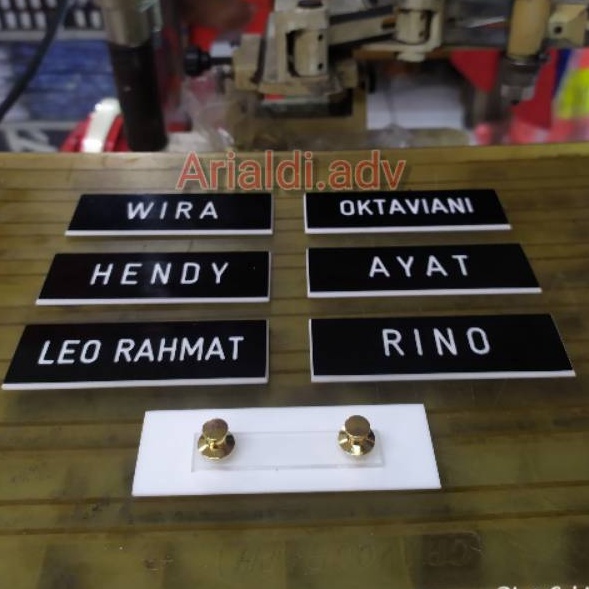 Arialdi.adv
WIRA
OKTAVIANI
HENDY
AYAT
LEO RAHMAT
RINO